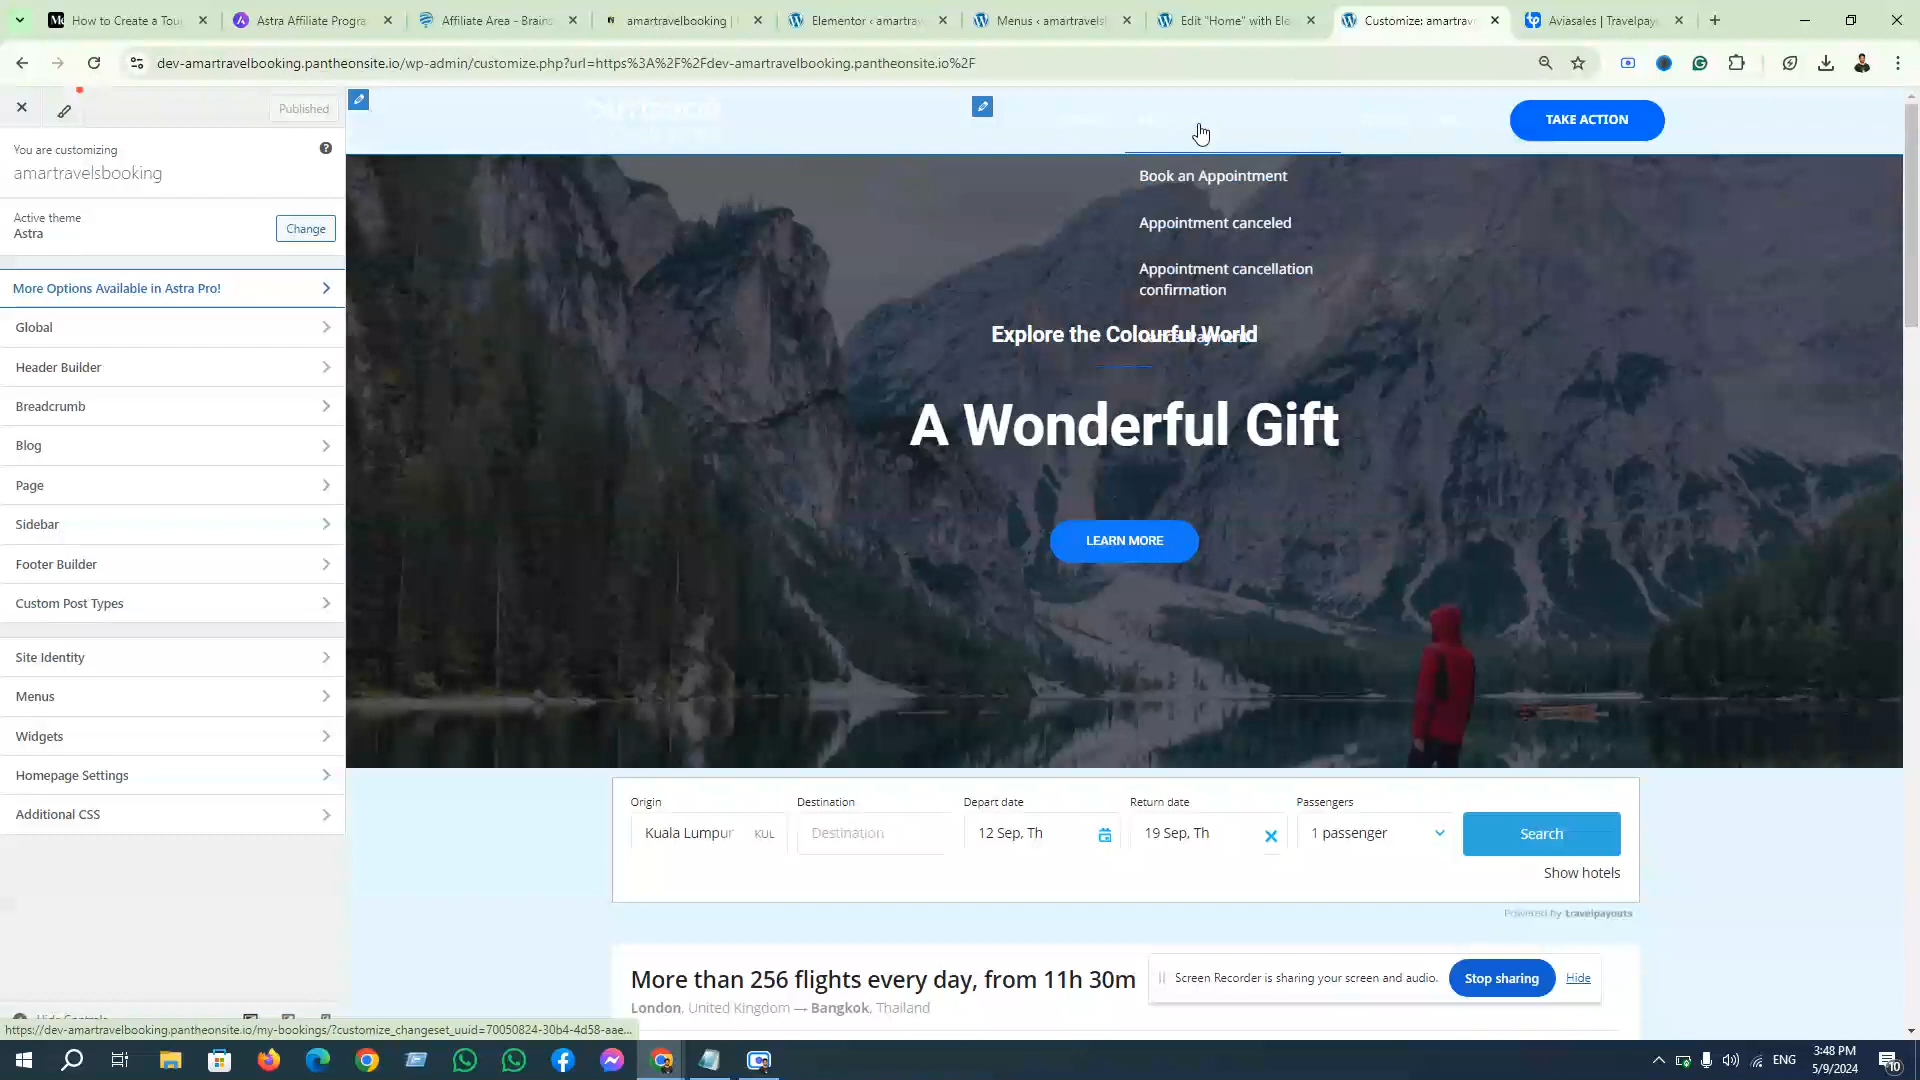 How to Create a Tou
Astra Affiliate Progra
Affiliate Area - Brains
amartravelbooking |
Elementor ‹ amartrav
Menus ‹ amartravels
Edit "Home" with Ele
Customize: amartrav
Aviasales | Travelpay
dev-amartravelbooking.pantheonsite.io/wp-admin/customize.php?url=https%3A%2F%2Fdev-amartravelbooking.pantheonsite.io%2F
Published
TAKE ACTION
You are customizing
amartravelsbooking
Active theme
Astra
Change
More Options Available in Astra Pro!
Global
Header Builder
Breadcrumb
Blog
Page
Sidebar
Footer Builder
Custom Post Types
Site Identity
Menus
Widgets
Homepage Settings
Additional CSS
Hide Controls
Book an Appointment
Appointment canceled
Appointment cancellation
confirmation
Explore the Colourful World
A Wonderful Gift
LEARN MORE
Origin
Destination
Depart date
Return date
Passengers
Kuala Lumpur KUL
Destination
12 Sep, Th
19 Sep, Th
1 passenger
Search
Show hotels
Powered by travelpayouts
More than 256 flights every day, from 11h 30m
London, United Kingdom — Bangkok, Thailand
Screen Recorder is sharing your screen and audio.
Stop sharing
Hide
https://dev-amartravelbooking.pantheonsite.io/my-bookings/?customize_changeset_uuid=70050824-30b4-4d58-aae...
ENG
3:48 PM
5/9/2024
10